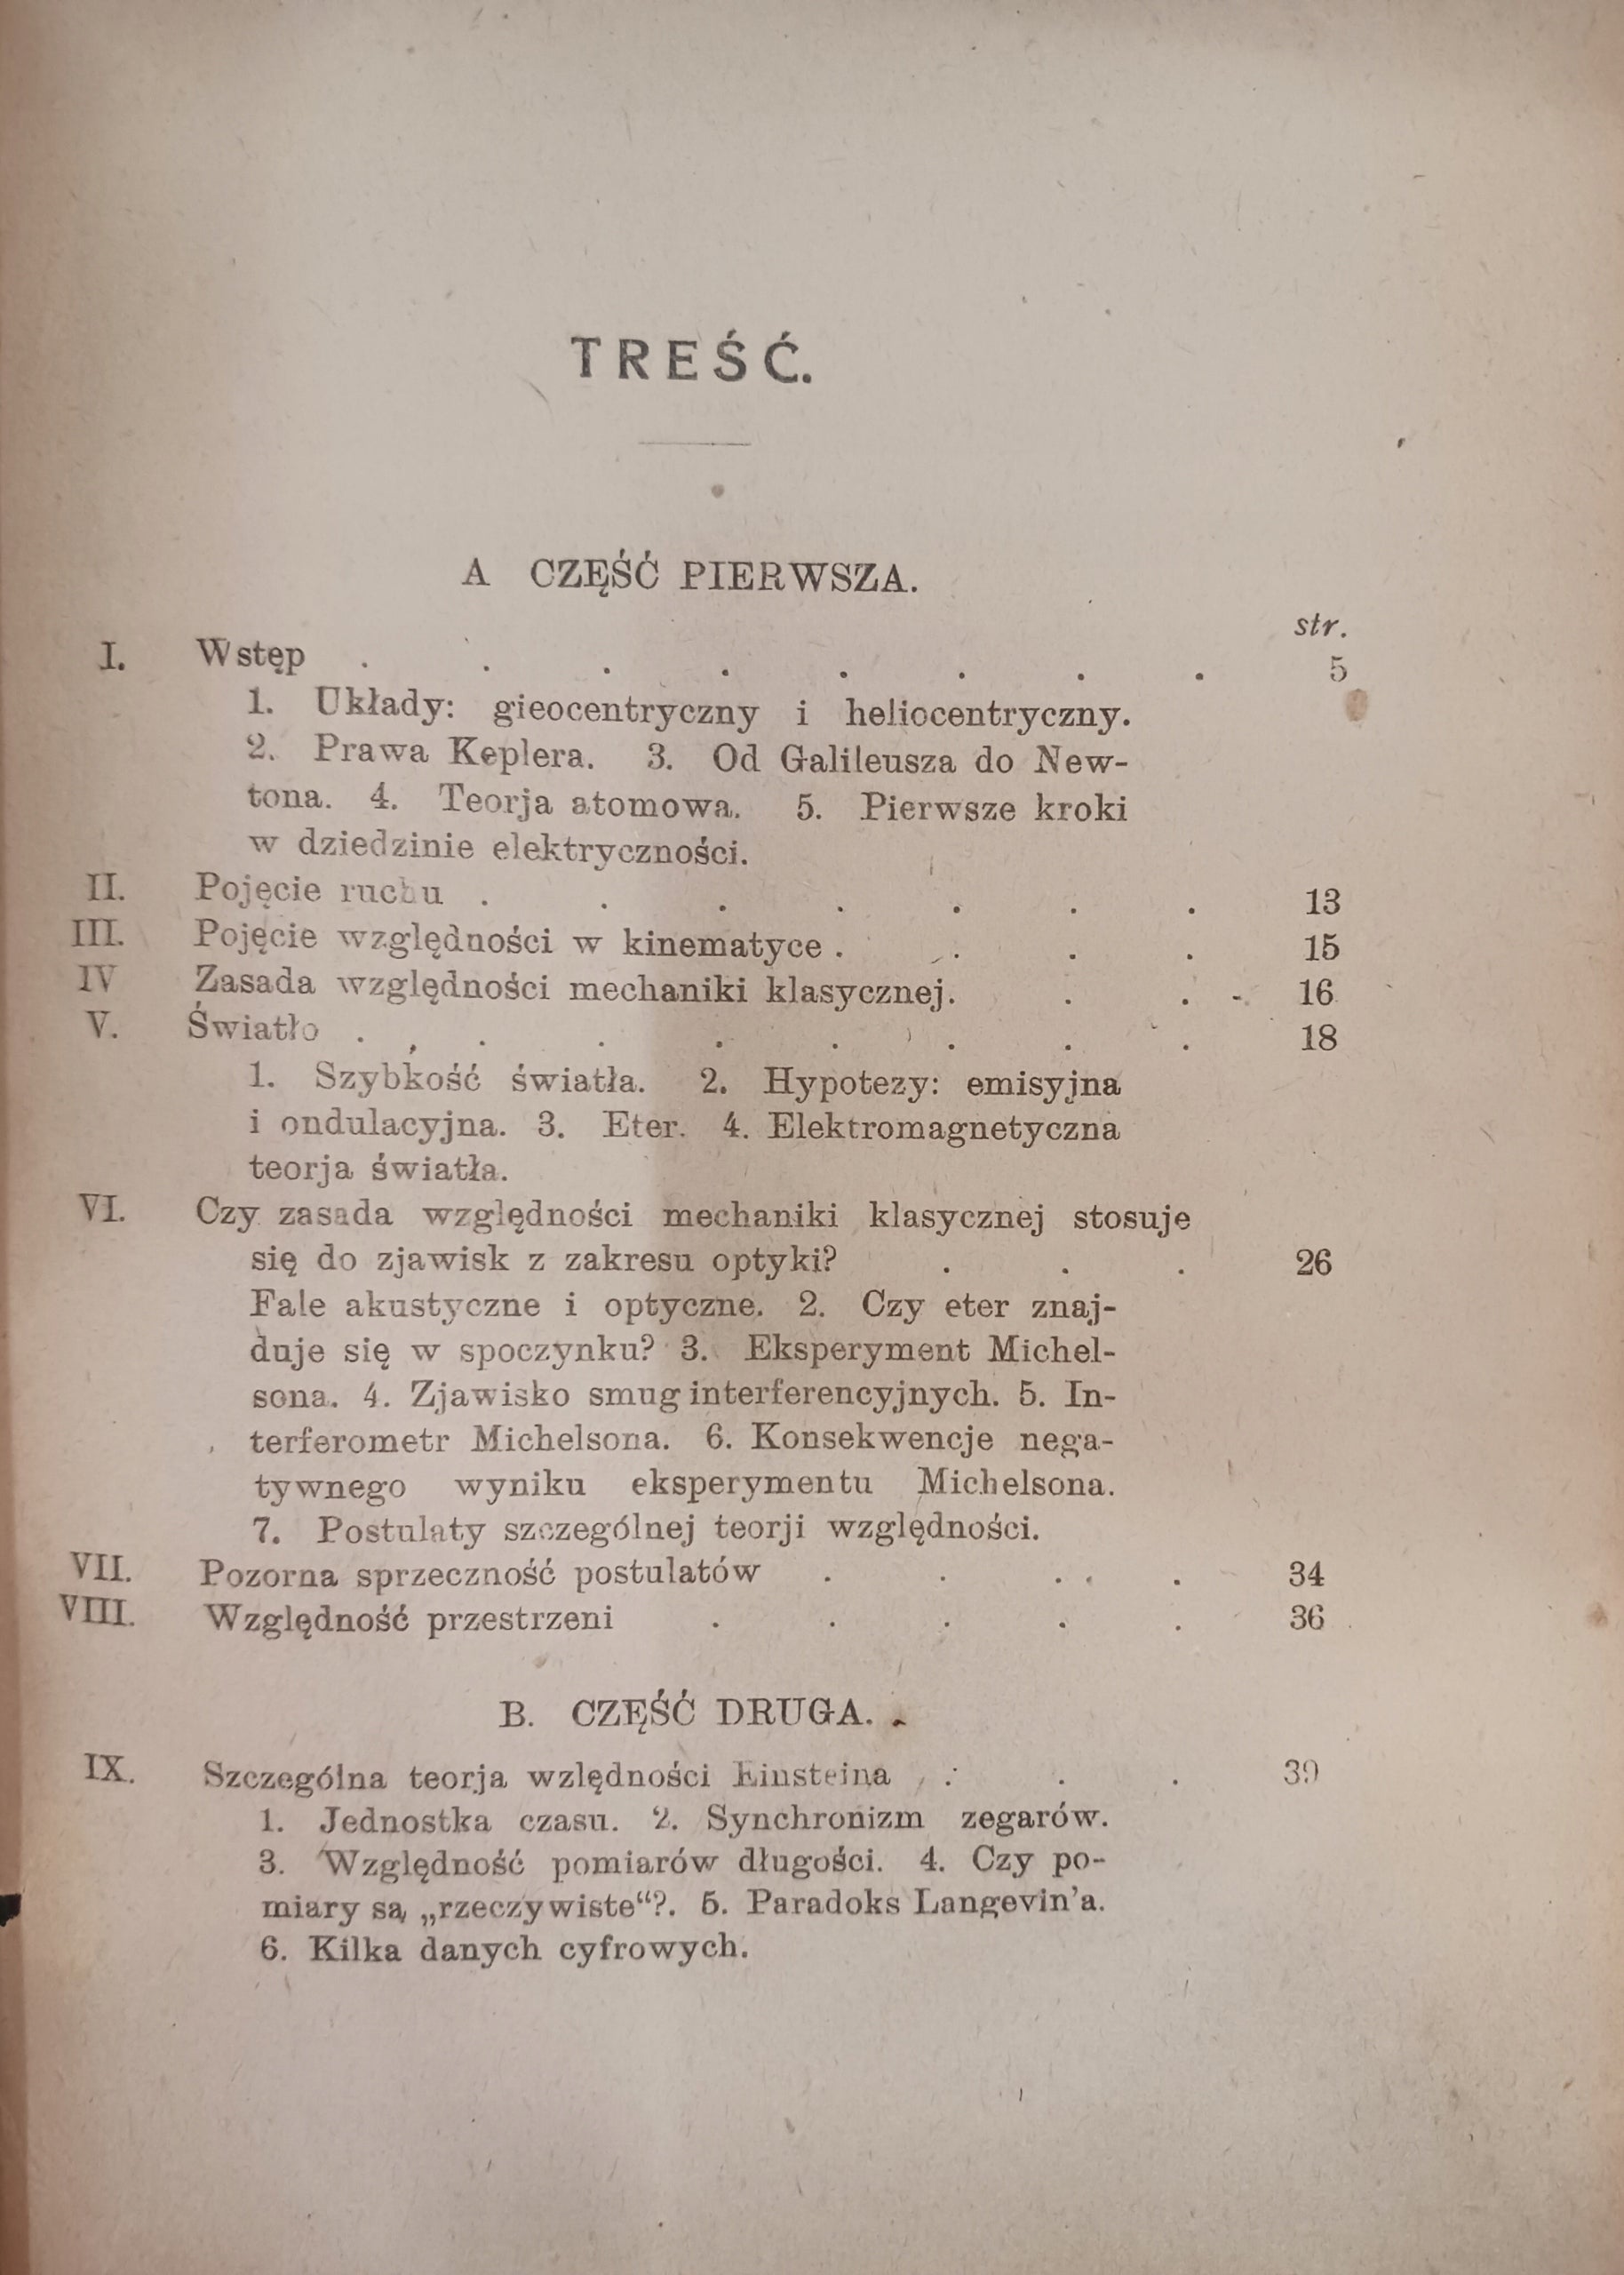 TREŚĆ.
A CZĘŚĆ PIERWSZA.
str.
I. Wstęp . . . . . . . . 5
1. Układy: gieocentryczny i heliocentryczny.
2. Prawa Keplera. 3. Od Galileusza do New-
tona. 4. Teorja atomowa. 5. Pierwsze kroki
w dziedzinie elektryczności.
II. Pojęcie ruchu . . . . . . . 13
III. Pojęcie względności w kinematyce . . . . 15
IV Zasada względności mechaniki klasycznej. . . 16
V. Światło . . . . . . . . 18
1. Szybkość światła. 2. Hypotezy: emisyjna
i ondulacyjna. 3. Eter. 4. Elektromagnetyczna
teorja światła.
VI. Czy zasada względności mechaniki klasycznej stosuje
się do zjawisk z zakresu optyki? . . . 26
Fale akustyczne i optyczne. 2. Czy eter znaj-
duje się w spoczynku? 3. Eksperyment Michel-
sona. 4. Zjawisko smug interferencyjnych. 5. In-
terferometr Michelsona. 6. Konsekwencje nega-
tywnego wyniku eksperymentu Michelsona.
7. Postulaty szczególnej teorji względności.
VII. Pozorna sprzeczność postulatów . . . . 34
VIII. Względność przestrzeni . . . . . 36
B. CZĘŚĆ DRUGA.
IX. Szczególna teorja wzlędności Einsteina . . . 39
1. Jednostka czasu. 2. Synchronizm zegarów.
3. Względność pomiarów długości. 4. Czy po-
miary są „rzeczywiste“?. 5. Paradoks Langevin’a.
6. Kilka danych cyfrowych.